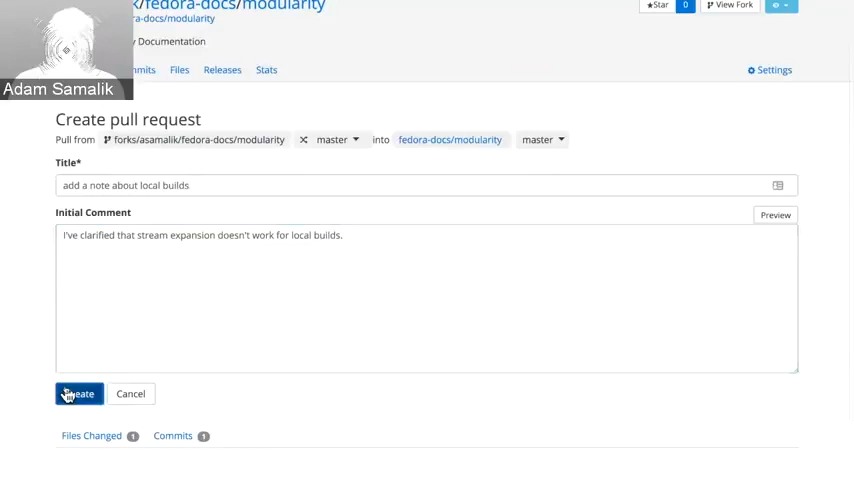 k/fedora-docs/modularity
ra-docs/modularity
y Documentation
Star 0 View Fork
Adam Samalik
mmits Files Releases Stats Settings
Create pull request
Pull from forks/asamalik/fedora-docs/modularity master into fedora-docs/modularity master
Title*
add a note about local builds
Initial Comment
Preview
I've clarified that stream expansion doesn't work for local builds.
eate Cancel
Files Changed 1 Commits 1